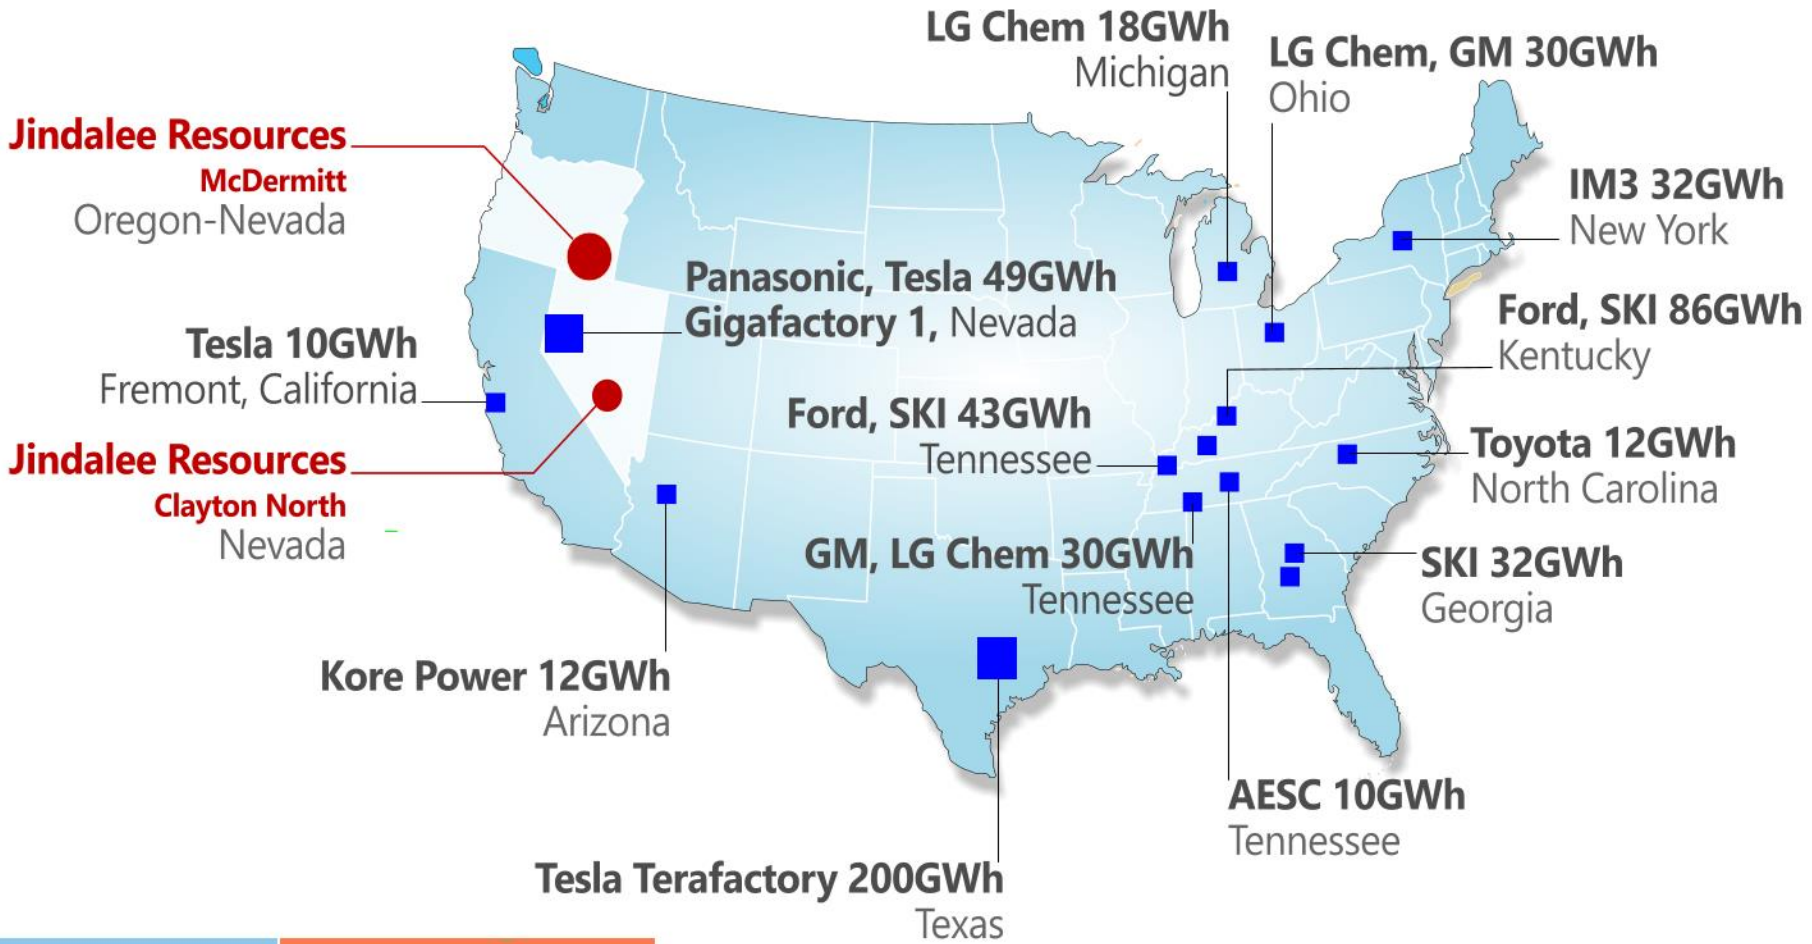 LG Chem 18GWh
Michigan
LG Chem, GM 30GWh
Ohio
Jindalee Resources
McDermitt
Oregon-Nevada
IM3 32GWh
New York
Panasonic, Tesla 49GWh
Gigafactory 1, Nevada
Ford, SKI 86GWh
Kentucky
Tesla 10GWh
Fremont, California
Ford, SKI 43GWh
Tennessee
Toyota 12GWh
North Carolina
Jindalee Resources
Clayton North
Nevada
GM, LG Chem 30GWh
Tennessee
SKI 32GWh
Georgia
Kore Power 12GWh
Arizona
AESC 10GWh
Tennessee
Tesla Terafactory 200GWh
Texas